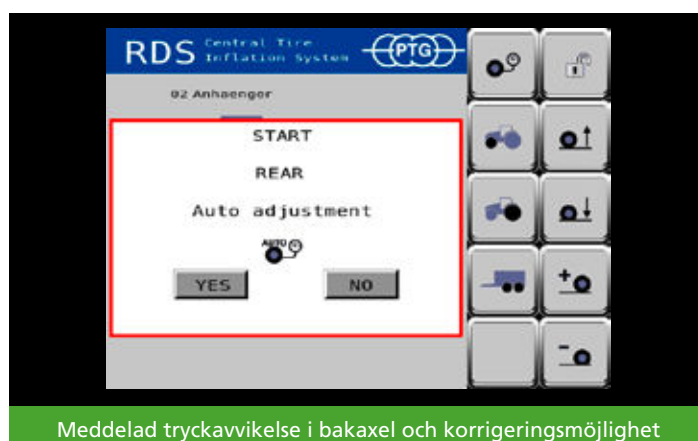 RDS Central Tire Inflation System PTG
02 Anhaenger
START
REAR
Auto adjustment
AUTO
YES
NO
Meddelad tryckavvikelse i bakaxel och korrigeringsmöjlighet